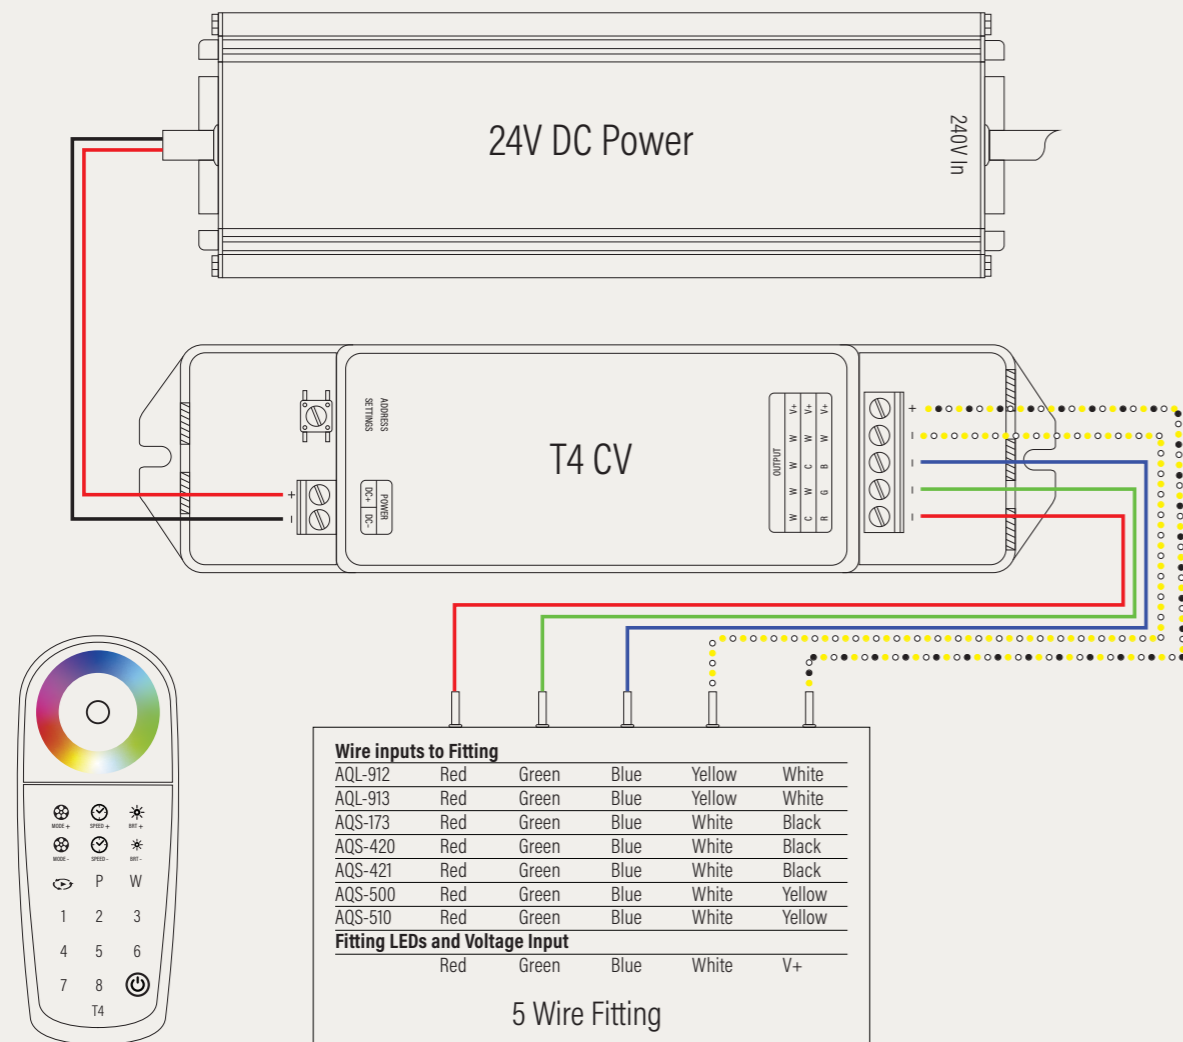 24V DC Power
240V In
ADDRESS
SETTINGS
T4 CV
POWER
DC+ DC-
OUTPUT
W W W W V+
C W C W V+
R G B W V+
+
–
+
–
–
–
–
MODE + SPEED + BRT +
MODE - SPEED - BRT -
P W
1 2 3
4 5 6
7 8
T4
Wire inputs to Fitting
AQL-912 Red Green Blue Yellow White
AQL-913 Red Green Blue Yellow White
AQS-173 Red Green Blue White Black
AQS-420 Red Green Blue White Black
AQS-421 Red Green Blue White Black
AQS-500 Red Green Blue White Yellow
AQS-510 Red Green Blue White Yellow
Fitting LEDs and Voltage Input
Red Green Blue White V+
5 Wire Fitting